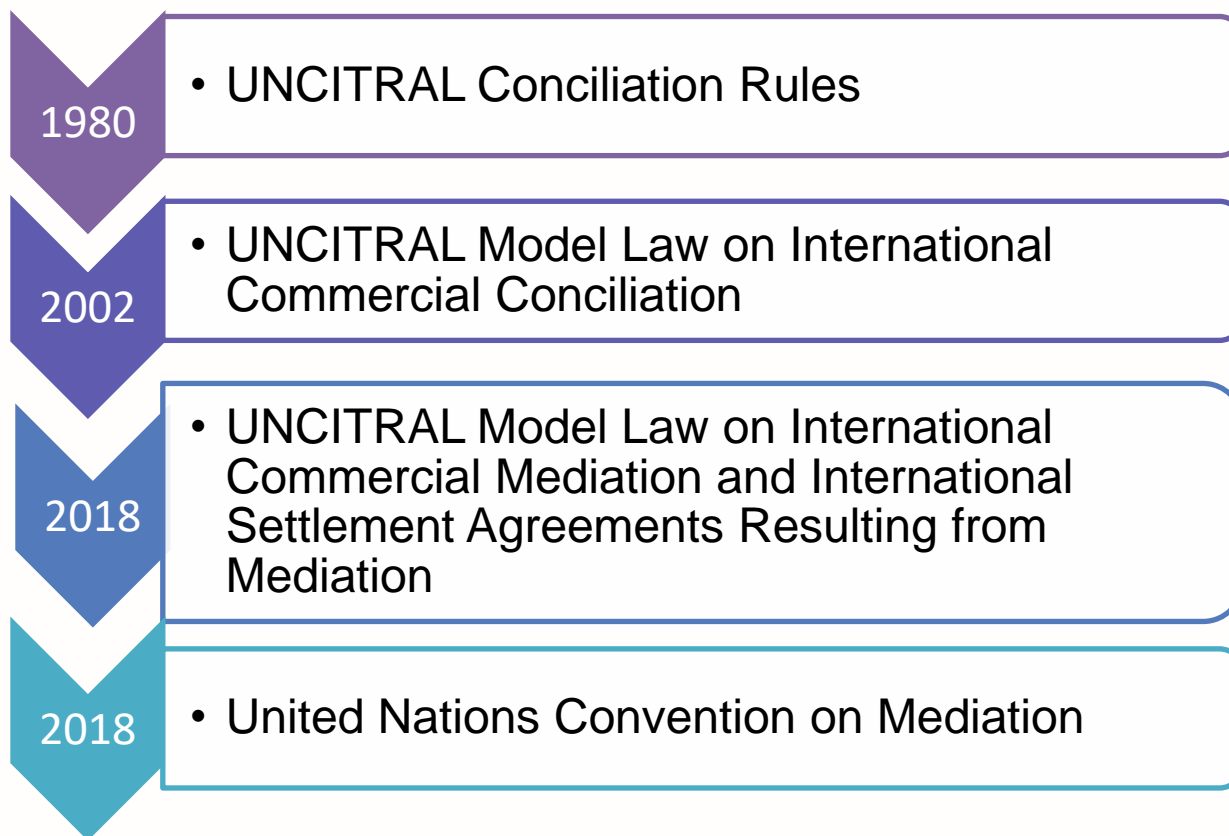 1980
• UNCITRAL Conciliation Rules
2002
• UNCITRAL Model Law on International
Commercial Conciliation
2018
• UNCITRAL Model Law on International
Commercial Mediation and International
Settlement Agreements Resulting from
Mediation
2018
• United Nations Convention on Mediation